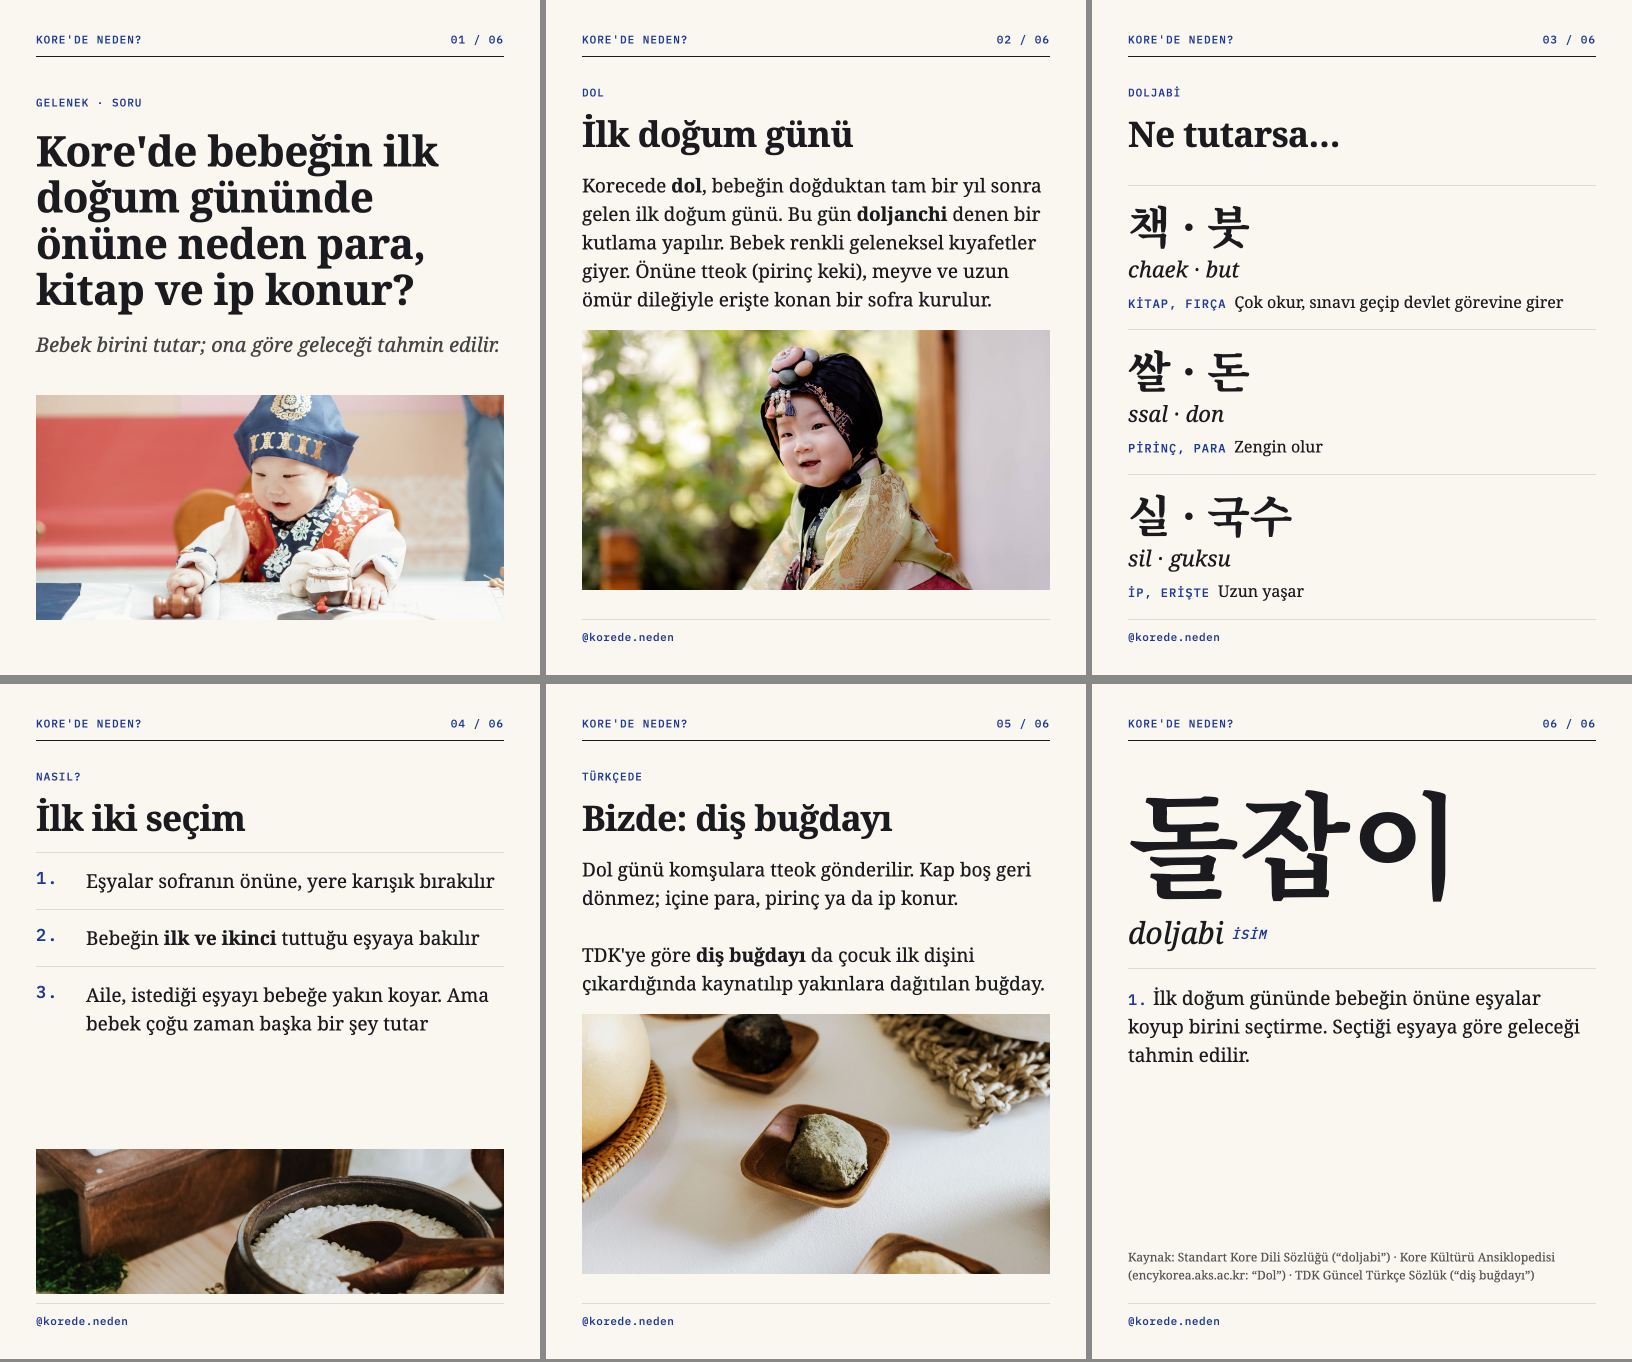 KORE'DE NEDEN?
01 / 06
GELENEK · SORU
Kore'de bebeğin ilk
doğum gününde
önüne neden para,
kitap ve ip konur?
Bebek birini tutar; ona göre geleceği tahmin edilir.
KORE'DE NEDEN?
02 / 06
DOL
İlk doğum günü
Korecede dol, bebeğin doğduktan tam bir yıl sonra
gelen ilk doğum günü. Bu gün doljanchi denen bir
kutlama yapılır. Bebek renkli geleneksel kıyafetler
giyer. Önüne tteok (pirinç keki), meyve ve uzun
ömür dileğiyle erişte konan bir sofra kurulur.
@korede.neden
KORE'DE NEDEN?
03 / 06
DOLJABİ
Ne tutarsa…
책 · 붓
chaek · but
KİTAP, FIRÇA Çok okur, sınavı geçip devlet görevine girer
쌀 · 돈
ssal · don
PİRİNÇ, PARA Zengin olur
실 · 국수
sil · guksu
İP, ERİŞTE Uzun yaşar
@korede.neden
KORE'DE NEDEN?
04 / 06
NASIL?
İlk iki seçim
1. Eşyalar sofranın önüne, yere karışık bırakılır
2. Bebeğin ilk ve ikinci tuttuğu eşyaya bakılır
3. Aile, istediği eşyayı bebeğe yakın koyar. Ama
bebek çoğu zaman başka bir şey tutar
@korede.neden
KORE'DE NEDEN?
05 / 06
TÜRKÇEDE
Bizde: diş buğdayı
Dol günü komşulara tteok gönderilir. Kap boş geri
dönmez; içine para, pirinç ya da ip konur.
TDK'ye göre diş buğdayı da çocuk ilk dişini
çıkardığında kaynatılıp yakınlara dağıtılan buğday.
@korede.neden
KORE'DE NEDEN?
06 / 06
돌잡이
doljabi İSİM
1. İlk doğum gününde bebeğin önüne eşyalar
koyup birini seçtirme. Seçtiği eşyaya göre geleceği
tahmin edilir.
Kaynak: Standart Kore Dili Sözlüğü (“doljabi”) · Kore Kültürü Ansiklopedisi
(encykorea.aks.ac.kr: “Dol”) · TDK Güncel Türkçe Sözlük (“diş buğdayı”)
@korede.neden